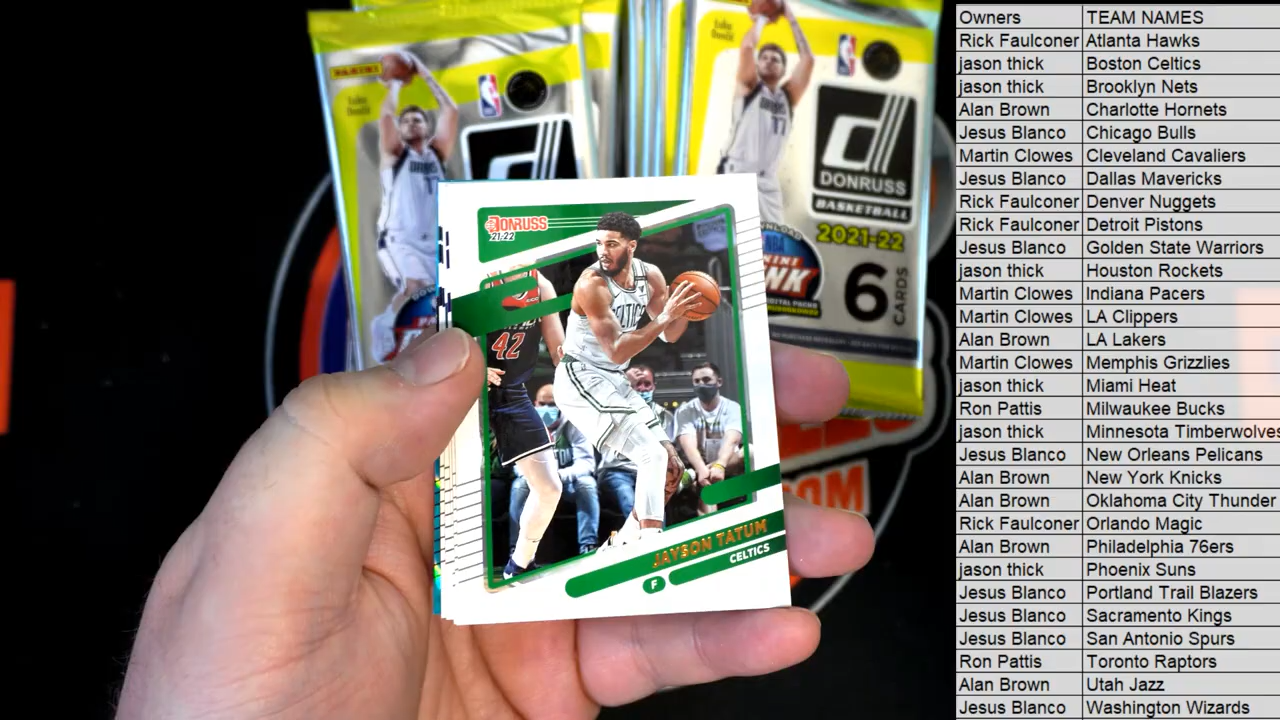 PANINI
Luka Doncic
DONRUSS
BASKETBALL
2021-22
6
CARDS
17
DONRUSS
21-22
CELTICS
42
JAYSON TATUM
CELTICS
F
Owners TEAM NAMES
Rick Faulconer Atlanta Hawks
jason thick Boston Celtics
jason thick Brooklyn Nets
Alan Brown Charlotte Hornets
Jesus Blanco Chicago Bulls
Martin Clowes Cleveland Cavaliers
Jesus Blanco Dallas Mavericks
Rick Faulconer Denver Nuggets
Rick Faulconer Detroit Pistons
Jesus Blanco Golden State Warriors
jason thick Houston Rockets
Martin Clowes Indiana Pacers
Martin Clowes LA Clippers
Alan Brown LA Lakers
Martin Clowes Memphis Grizzlies
jason thick Miami Heat
Ron Pattis Milwaukee Bucks
jason thick Minnesota Timberwolves
Jesus Blanco New Orleans Pelicans
Alan Brown New York Knicks
Alan Brown Oklahoma City Thunder
Rick Faulconer Orlando Magic
Alan Brown Philadelphia 76ers
jason thick Phoenix Suns
Jesus Blanco Portland Trail Blazers
Jesus Blanco Sacramento Kings
Jesus Blanco San Antonio Spurs
Ron Pattis Toronto Raptors
Alan Brown Utah Jazz
Jesus Blanco Washington Wizards